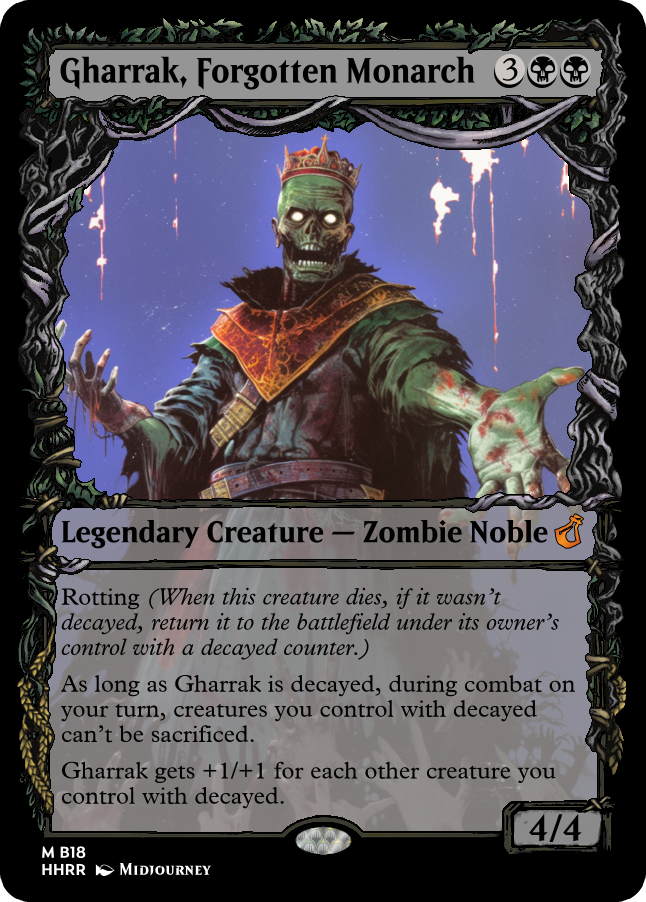 Gharrak, Forgotten Monarch 3
Legendary Creature — Zombie Noble
Rotting (When this creature dies, if it wasn't
decayed, return it to the battlefield under its owner's
control with a decayed counter.)
As long as Gharrak is decayed, during combat on
your turn, creatures you control with decayed
can't be sacrificed.
Gharrak gets +1/+1 for each other creature you
control with decayed.
4/4
M B18
HHRR Midjourney